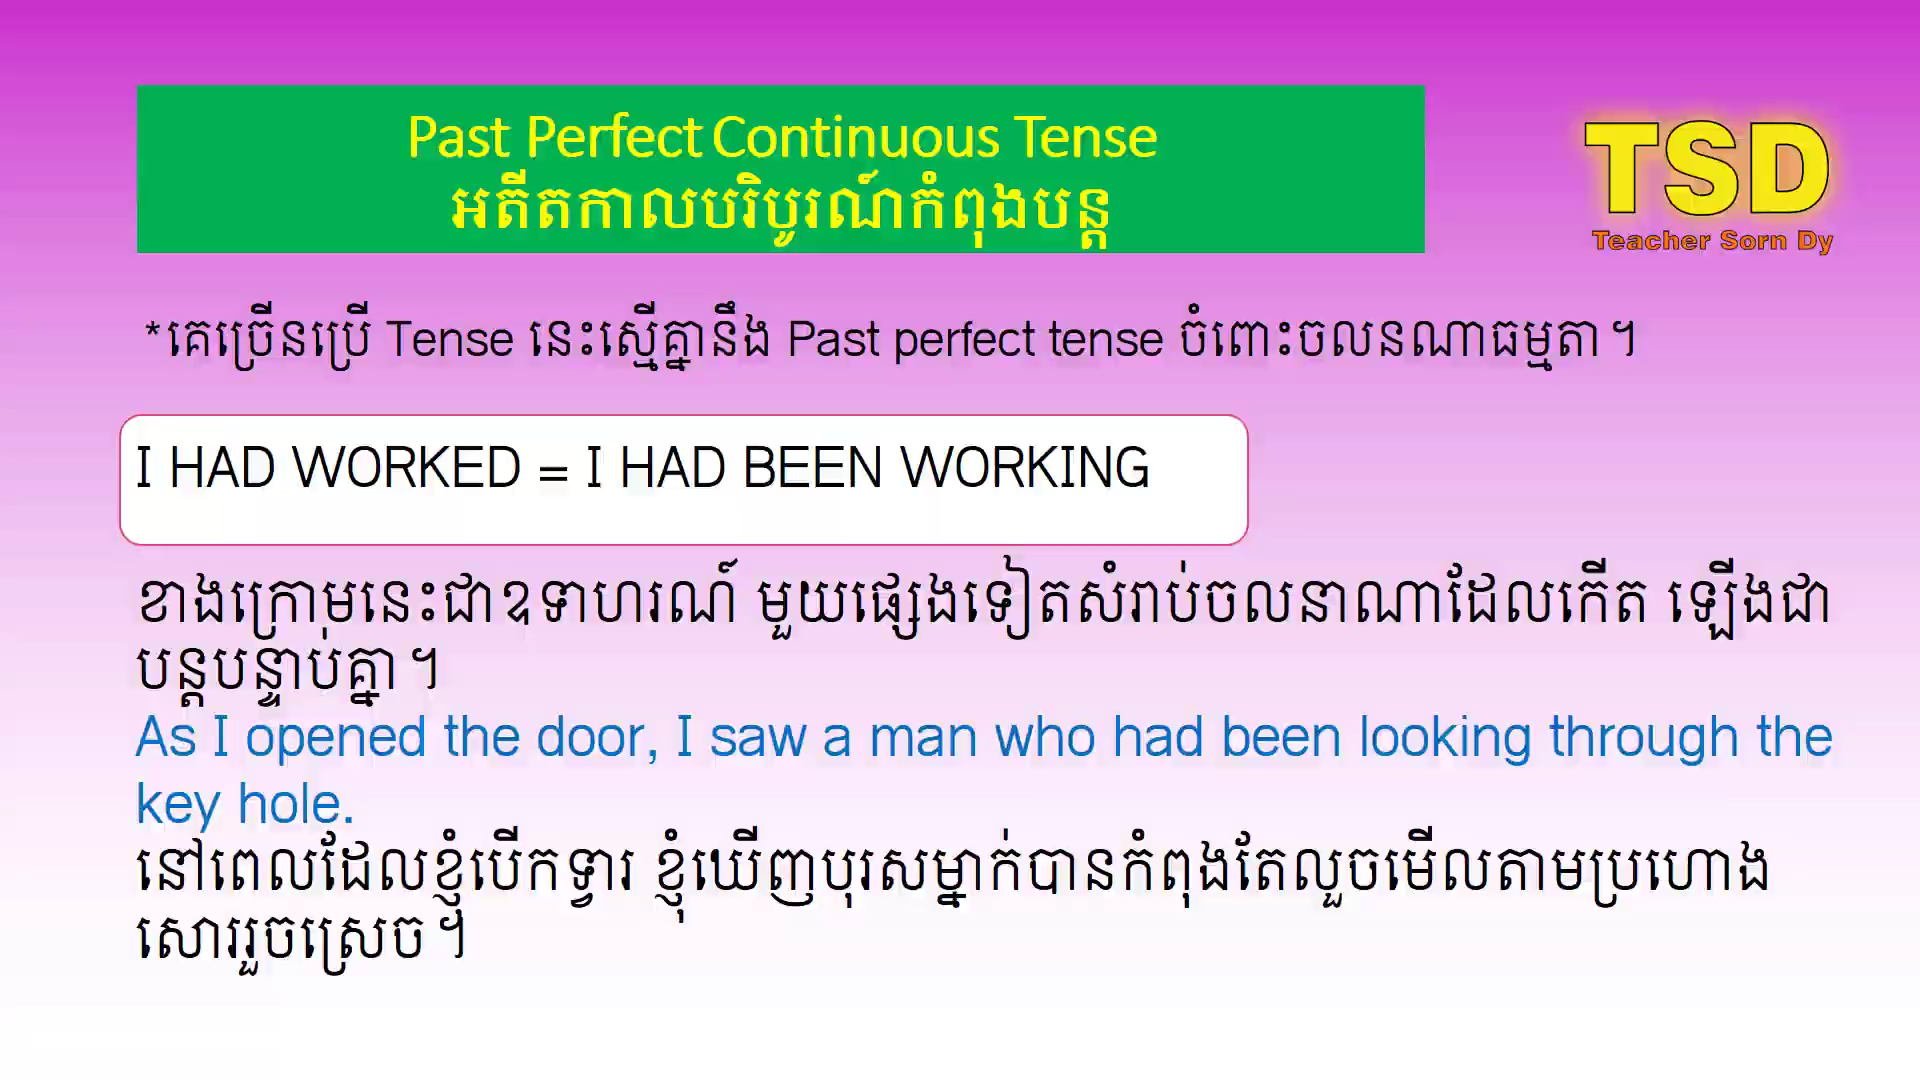 Past Perfect Continuous Tense
អតីតកាលបរិបូរណ៍កំពុងបន្ត
TSD
Teacher Sorn Dy
*គេច្រើនប្រើ Tense នេះស្មើគ្នានឹង Past perfect tense ចំពោះចលនណាធម្មតា។
I HAD WORKED = I HAD BEEN WORKING
ខាងក្រោមនេះជាឧទាហរណ៍ មួយផ្សេងទៀតសំរាប់ចលនាណាដែលកើត ឡើងជា
បន្តបន្ទាប់គ្នា។
As I opened the door, I saw a man who had been looking through the
key hole.
នៅពេលដែលខ្ញុំបើកទ្វារ ខ្ញុំឃើញបុរសម្នាក់បានកំពុងតែលួចមើលតាមប្រហោង
សោររួចស្រេច។